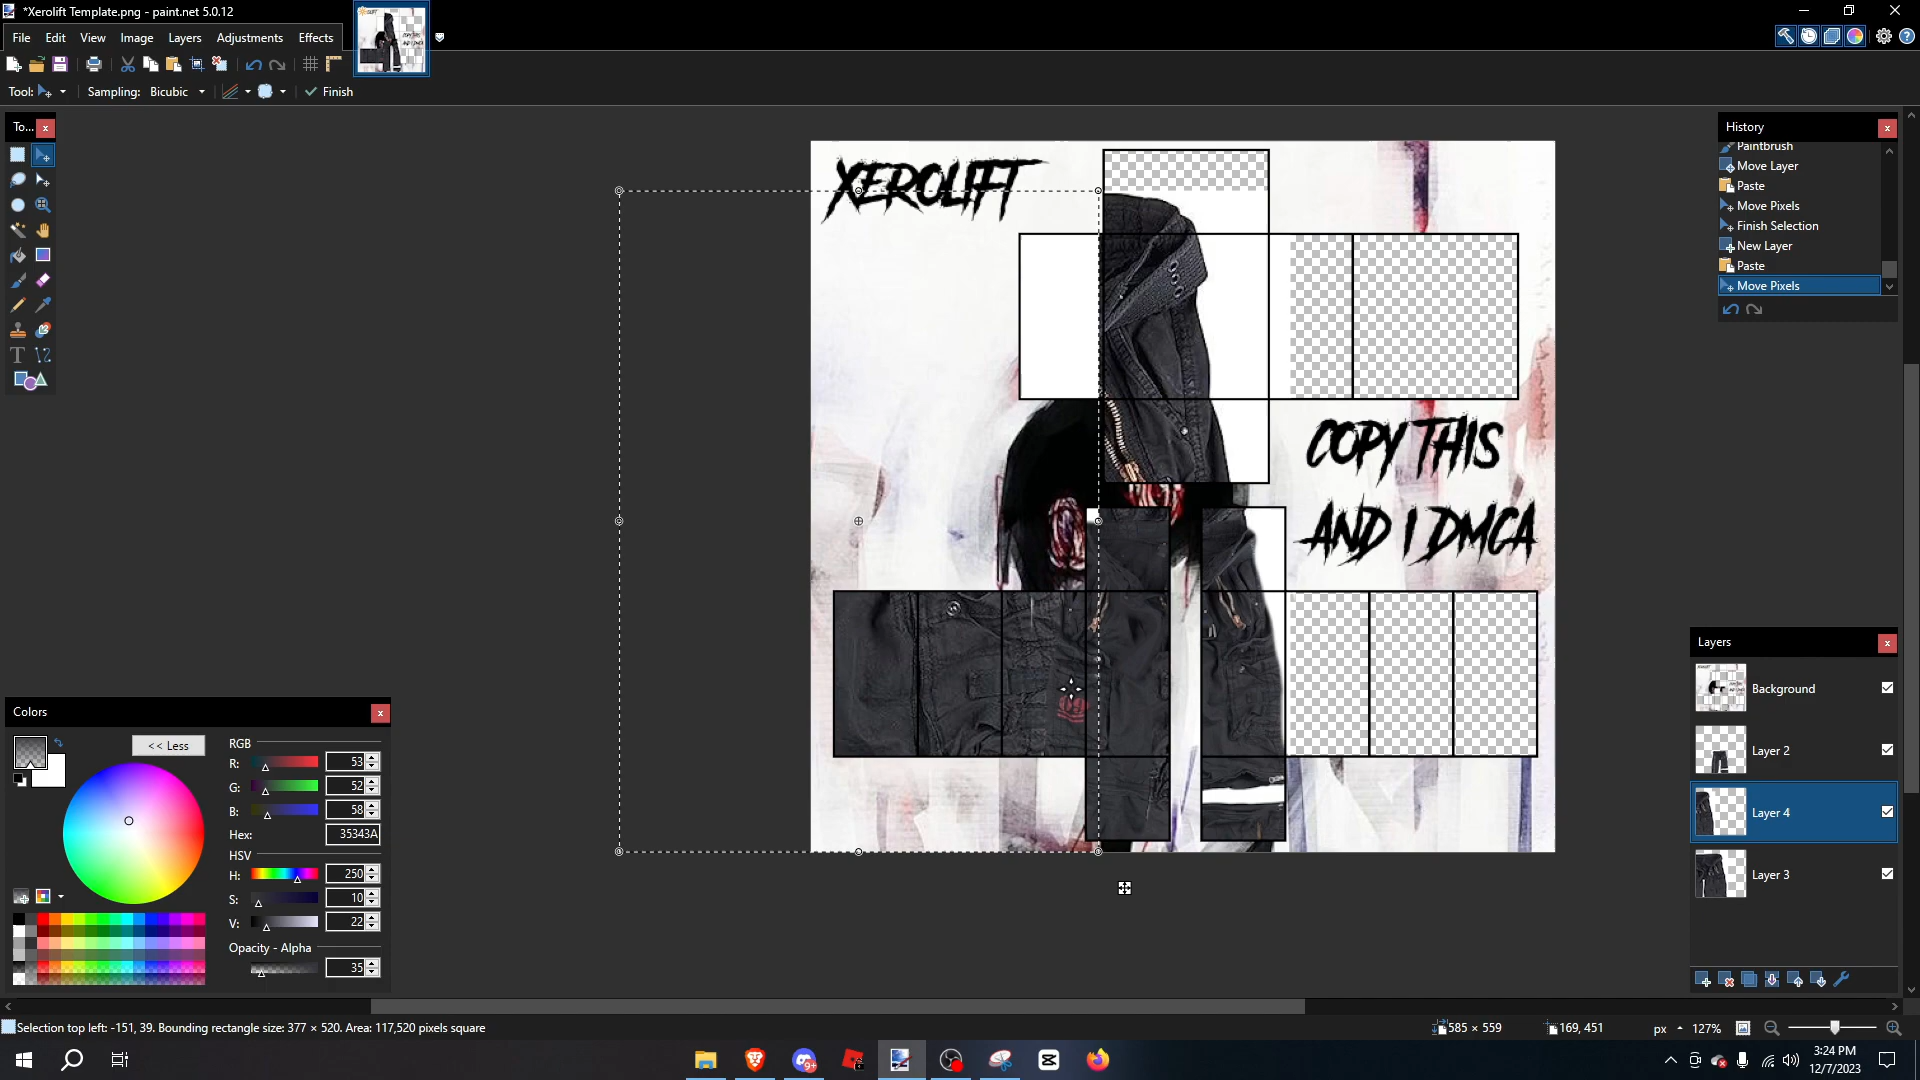 *Xerolift Template.png - paint.net 5.0.12
File Edit View Image Layers Adjustments Effects
Tool:
Sampling: Bicubic
Finish
To...
XEROLIFT
COPY THIS
AND I DMCA
History
Paintbrush
Move Layer
Paste
Move Pixels
Finish Selection
New Layer
Paste
Move Pixels
Layers
Background
Layer 2
Layer 4
Layer 3
Colors
<< Less
RGB
R: 53
G: 52
B: 58
Hex: 35343A
HSV
H: 250
S: 10
V: 22
Opacity - Alpha
35
Selection top left: -151, 39. Bounding rectangle size: 377 × 520. Area: 117,520 pixels square
585 × 559
169, 451
px
127%
9+
3:24 PM
12/7/2023